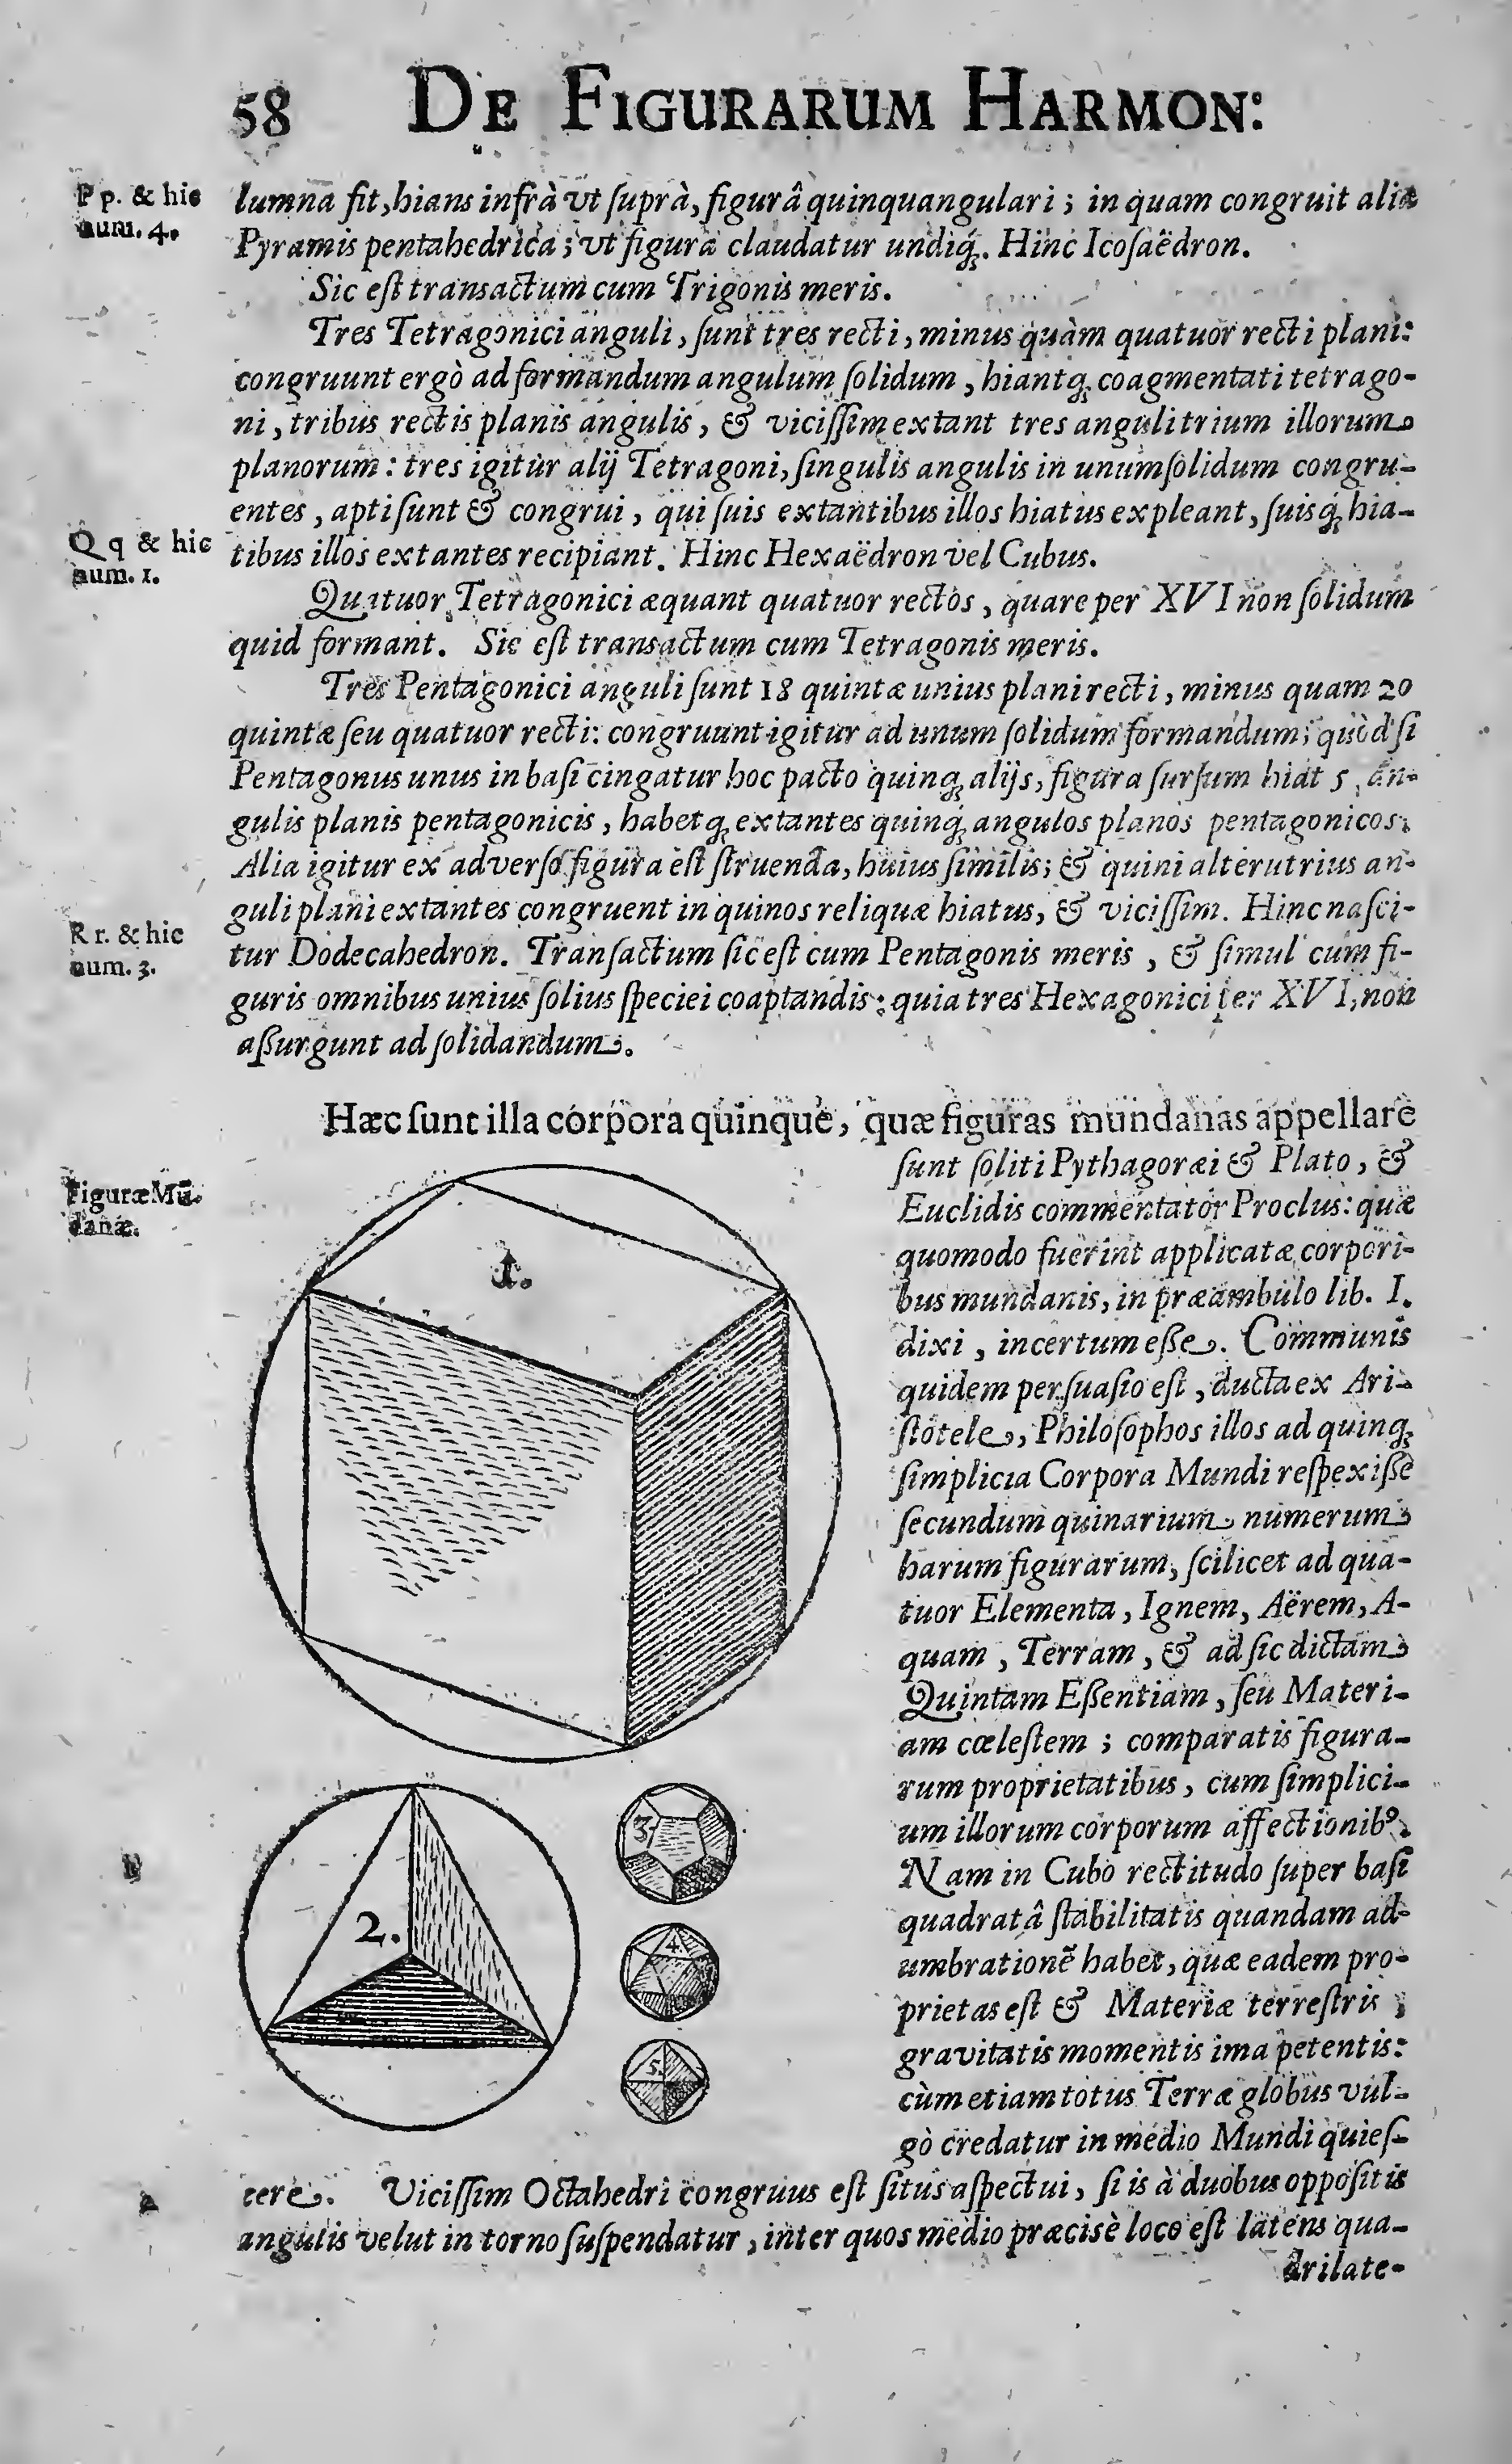 58 DE FIGURARUM HARMON:
Pp. & hic
num. 4.
lumna fit, hians infrà ut ſuprà, figurâ quinquangulari; in quam congruit alia
Pyramis pentahedrica; ut figura claudatur undiq;. Hinc Icoſaëdron.
Sic eſt transactum cum Trigonis meris.
Tres Tetragonici anguli, ſunt tres recti, minus quàm quatuor recti plani:
congruunt ergò ad formandum angulum ſolidum, hiantq; coagmentati tetrago-
ni, tribus rectis planis angulis, & viciſſim extant tres anguli trium illorum
planorum: tres igitur alij Tetragoni, ſingulis angulis in unum ſolidum congru-
entes, apti ſunt & congrui, qui ſuis extantibus illos hiatus expleant, ſuisq; hia-
Qq & hic
num. 1.
tibus illos extantes recipiant. Hinc Hexaëdron vel Cubus.
Quatuor Tetragonici æquant quatuor rectos, quare per XVI non ſolidum
quid formant. Sic eſt transactum cum Tetragonis meris.
Tres Pentagonici anguli ſunt 18 quintæ unius plani recti, minus quam 20
quintæ ſeu quatuor recti: congruunt igitur ad unum ſolidum formandum; quòd ſi
Pentagonus unus in baſi cingatur hoc pacto quinq; alijs, figura ſurſum hiat 5. an-
gulis planis pentagonicis, habetq; extantes quinq; angulos planos pentagonicos.
Alia igitur ex adverſo figura eſt ſtruenda, huius ſimilis; & quini alterutrius an-
guli plani extantes congruent in quinos reliquæ hiatus, & viciſſim. Hinc naſci-
Rr. & hic
num. 3.
tur Dodecahedron. Tranſactum ſic eſt cum Pentagonis meris, & ſimul cum fi-
guris omnibus unius ſolius ſpeciei coaptandis: quia tres Hexagonici per XVI, non
aßurgunt ad ſolidandum.
Hæc ſunt illa corpora quinque, quæ figuras mundanas appellare
Figuræ Mũ-
danæ.
ſunt ſoliti Pythagoræi & Plato, &
Euclidis commentator Proclus: quæ
quomodo fuerint applicatæ corpori-
bus mundanis, in præambulo lib. I.
dixi, incertum eße. Communis
quidem perſuaſio eſt, ducta ex Ari-
ſtotele, Philoſophos illos ad quinq;
ſimplicia Corpora Mundi reſpexiße
ſecundum quinarium numerum
harum figurarum, ſcilicet ad qua-
tuor Elementa, Ignem, Aërem, A-
quam, Terram, & ad ſic dictam
Quintam Eßentiam, ſeu Materi-
am cœleſtem; comparatis figura-
rum proprietatibus, cum ſimplici-
um illorum corporum affectionib⁹.
Nam in Cubo rectitudo ſuper baſi
quadratâ ſtabilitatis quandam ad-
umbrationẽ habet, quæ eadem pro-
prietas eſt & Materiæ terreſtris,
gravitatis momentis ima petentis:
cùm etiam totus Terræ globus vul-
gò credatur in medio Mundi quieſ-
cere. Viciſſim Octahedri congruus eſt ſitus aſpectui, ſi is à duobus oppoſitis
angulis velut in torno ſuſpendatur, inter quos medio præcisè loco eſt latens qua-
drilate-
1.
2.
3.
4.
5.